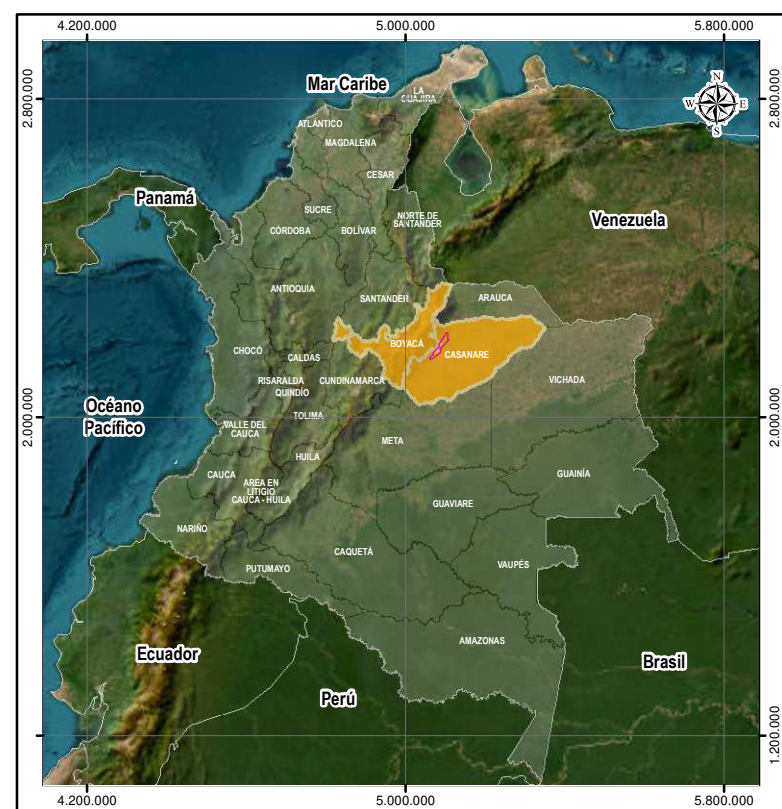 4.200.000
5.000.000
5.800.000
2.800.000
2.800.000
N
W
E
S
Mar Caribe
LA
GUAJIRA
ATLÁNTICO
MAGDALENA
CESAR
Panamá
SUCRE
NORTE DE
SANTANDER
Venezuela
CÓRDOBA
BOLÍVAR
ANTIOQUIA
SANTANDER
ARAUCA
CHOCÓ
BOYACÁ
CALDAS
CASANARE
RISARALDA
CUNDINAMARCA
VICHADA
QUINDÍO
Océano
Pacífico
TOLIMA
2.000.000
2.000.000
VALLE DEL
CAUCA
META
HUILA
CAUCA
AREA EN
LITIGIO
CAUCA - HUILA
GUAINÍA
GUAVIARE
NARIÑO
CAQUETÁ
PUTUMAYO
VAUPÉS
AMAZONAS
Ecuador
Perú
Brasil
1.200.000
1.200.000
4.200.000
5.000.000
5.800.000